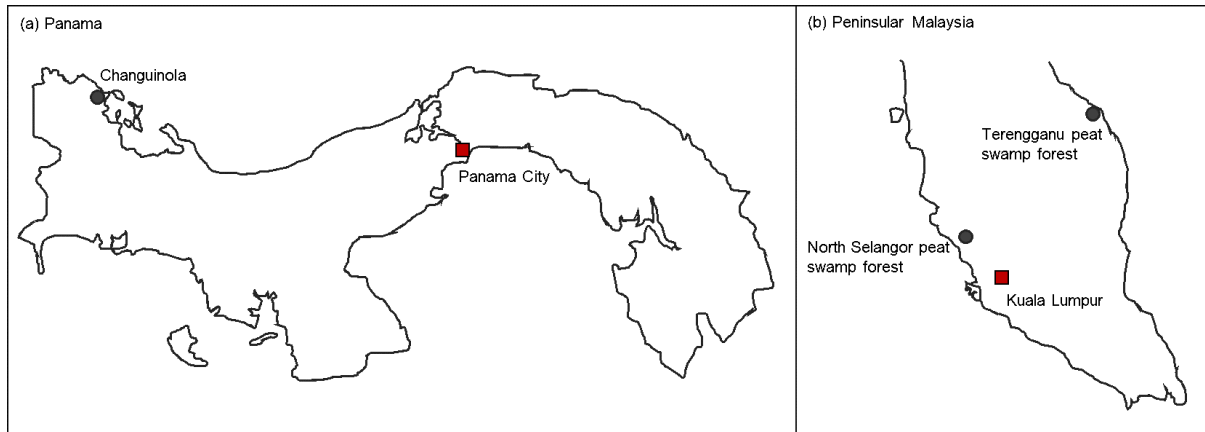 (a) Panama
Changuinola
Panama City
(b) Peninsular Malaysia
Terengganu peat
swamp forest
North Selangor peat
swamp forest
Kuala Lumpur